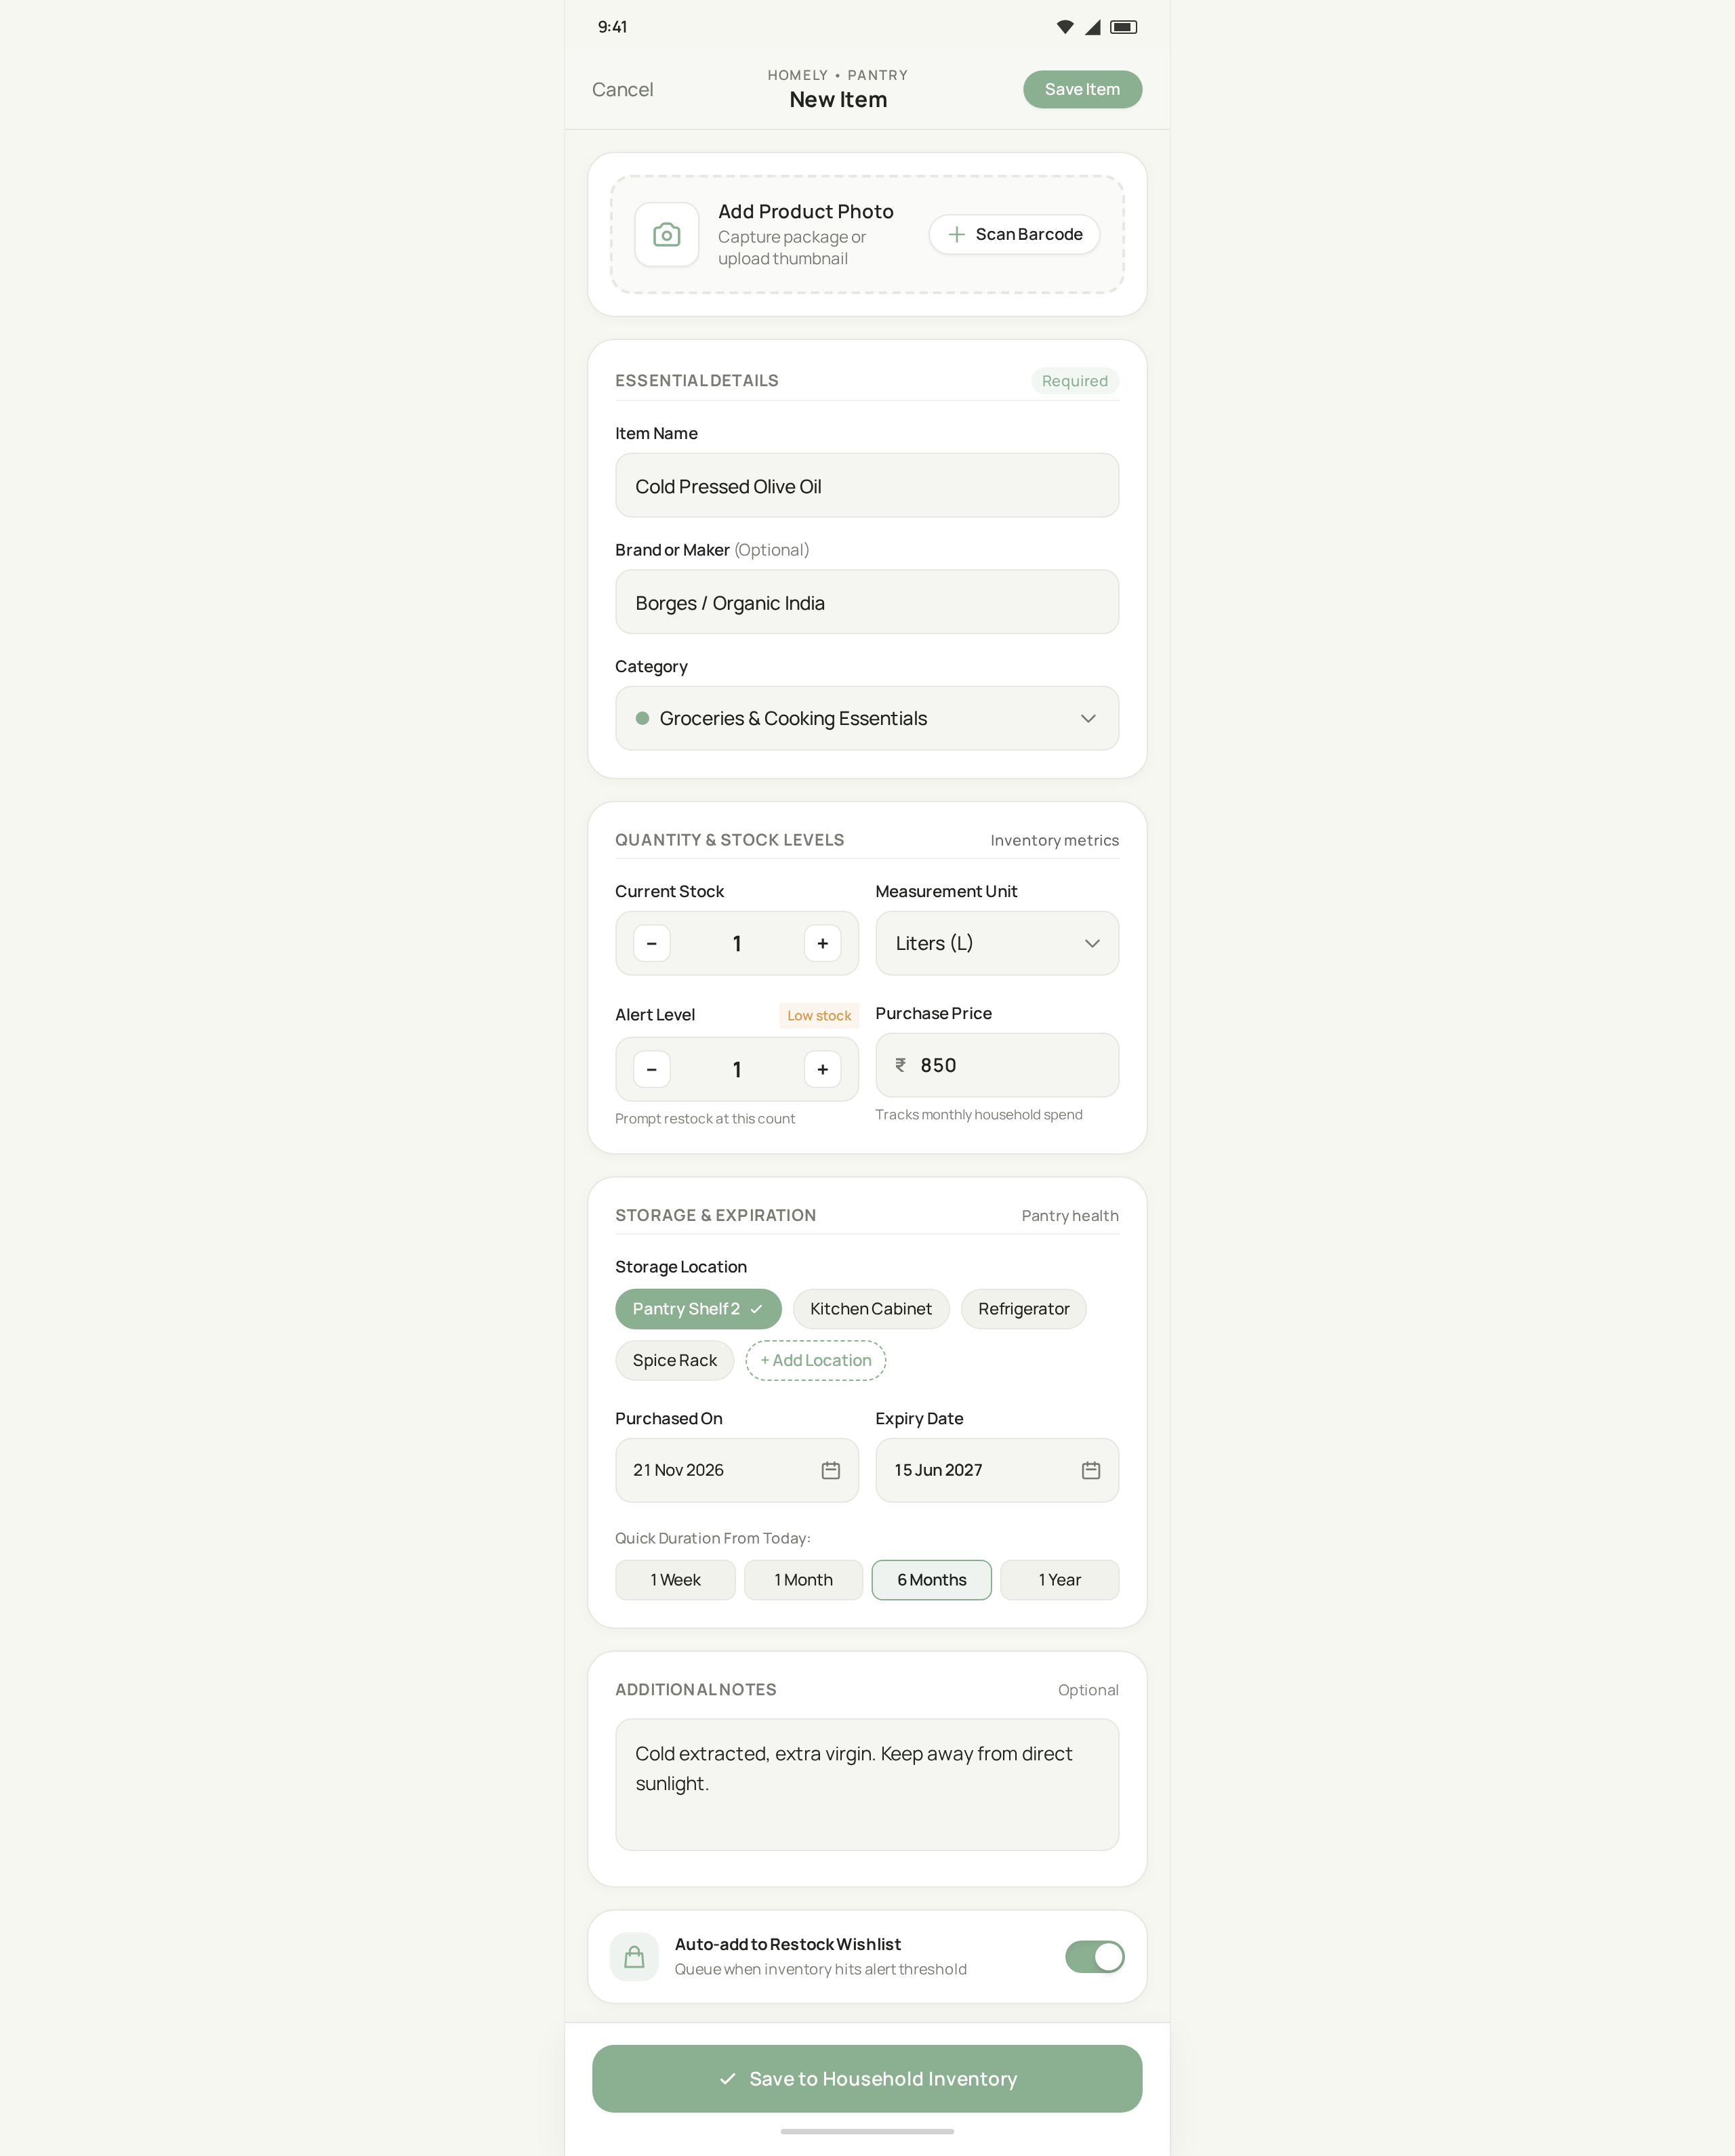 9:41
Cancel
HOMELY • PANTRY
New Item
Save Item
Add Product Photo
Capture package or
upload thumbnail
Scan Barcode
ESSENTIAL DETAILS
Required
Item Name
Cold Pressed Olive Oil
Brand or Maker (Optional)
Borges / Organic India
Category
Groceries & Cooking Essentials
QUANTITY & STOCK LEVELS
Inventory metrics
Current Stock
Measurement Unit
− 1 +
Liters (L)
Alert Level
Low stock
Purchase Price
− 1 +
₹ 850
Prompt restock at this count
Tracks monthly household spend
STORAGE & EXPIRATION
Pantry health
Storage Location
Pantry Shelf 2
Kitchen Cabinet
Refrigerator
Spice Rack
+ Add Location
Purchased On
Expiry Date
21 Nov 2026
15 Jun 2027
Quick Duration From Today:
1 Week
1 Month
6 Months
1 Year
ADDITIONAL NOTES
Optional
Cold extracted, extra virgin. Keep away from direct
sunlight.
Auto-add to Restock Wishlist
Queue when inventory hits alert threshold
Save to Household Inventory